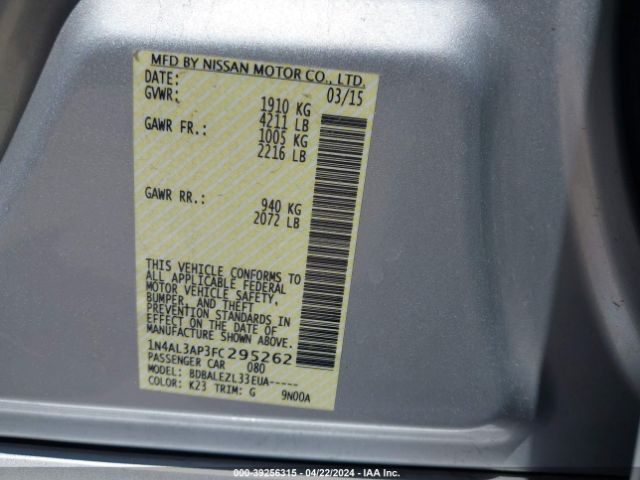 MFD BY NISSAN MOTOR CO., LTD.
DATE: 03/15
GVWR: 1910 KG
4211 LB
GAWR FR.: 1005 KG
2216 LB
GAWR RR.: 940 KG
2072 LB
THIS VEHICLE CONFORMS TO
ALL APPLICABLE FEDERAL
MOTOR VEHICLE SAFETY,
BUMPER, AND THEFT
PREVENTION STANDARDS IN
EFFECT ON THE DATE OF
MANUFACTURE SHOWN ABOVE.
1N4AL3AP3FC295262
PASSENGER CAR 080
MODEL: BDBALEZL33EUA-----
COLOR: K23 TRIM: G 9N00A
000-39256315 - 04/22/2024 - IAA Inc.